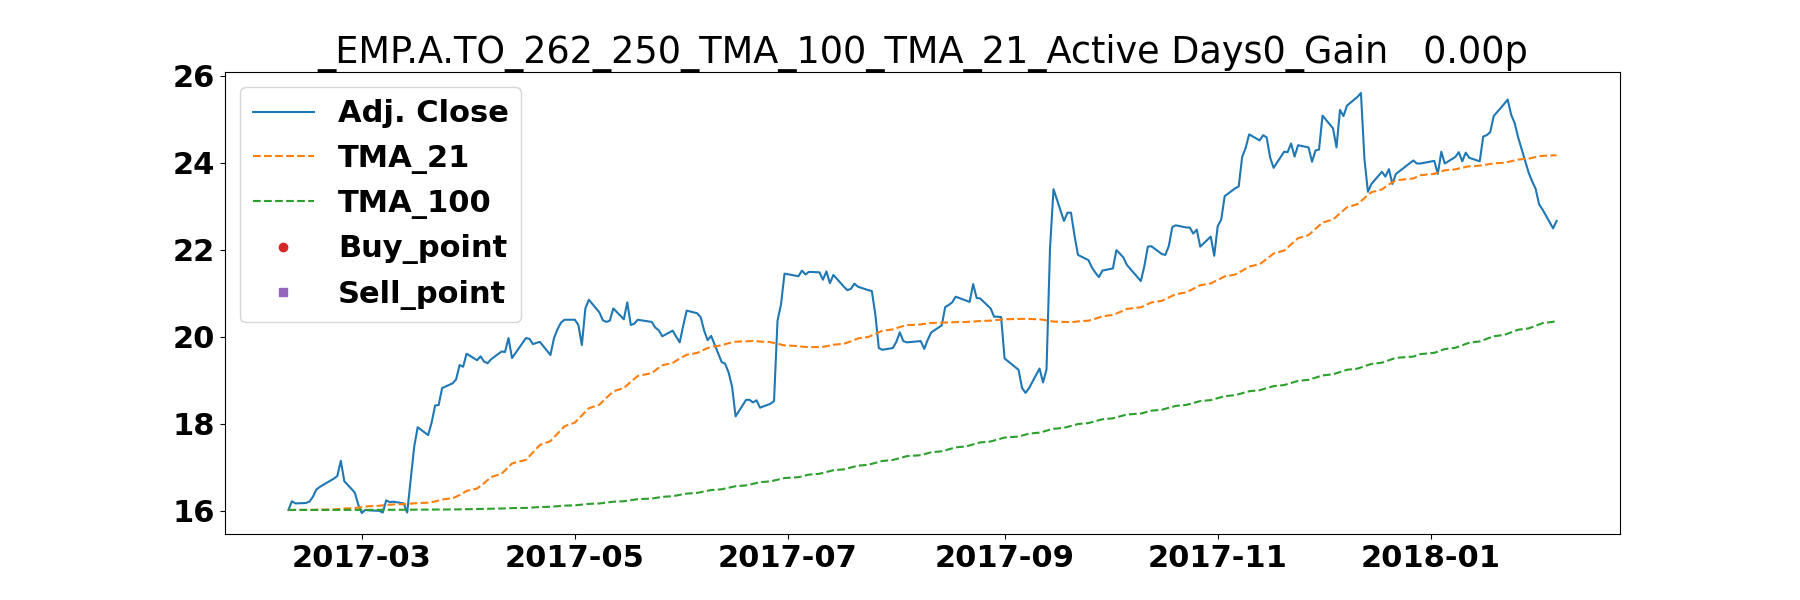 _EMP.A.TO_262_250_TMA_100_TMA_21_Active Days0_Gain   0.00p
26
24
22
20
18
16
Adj. Close
TMA_21
TMA_100
Buy_point
Sell_point
2017-03 2017-05 2017-07 2017-09 2017-11 2018-01